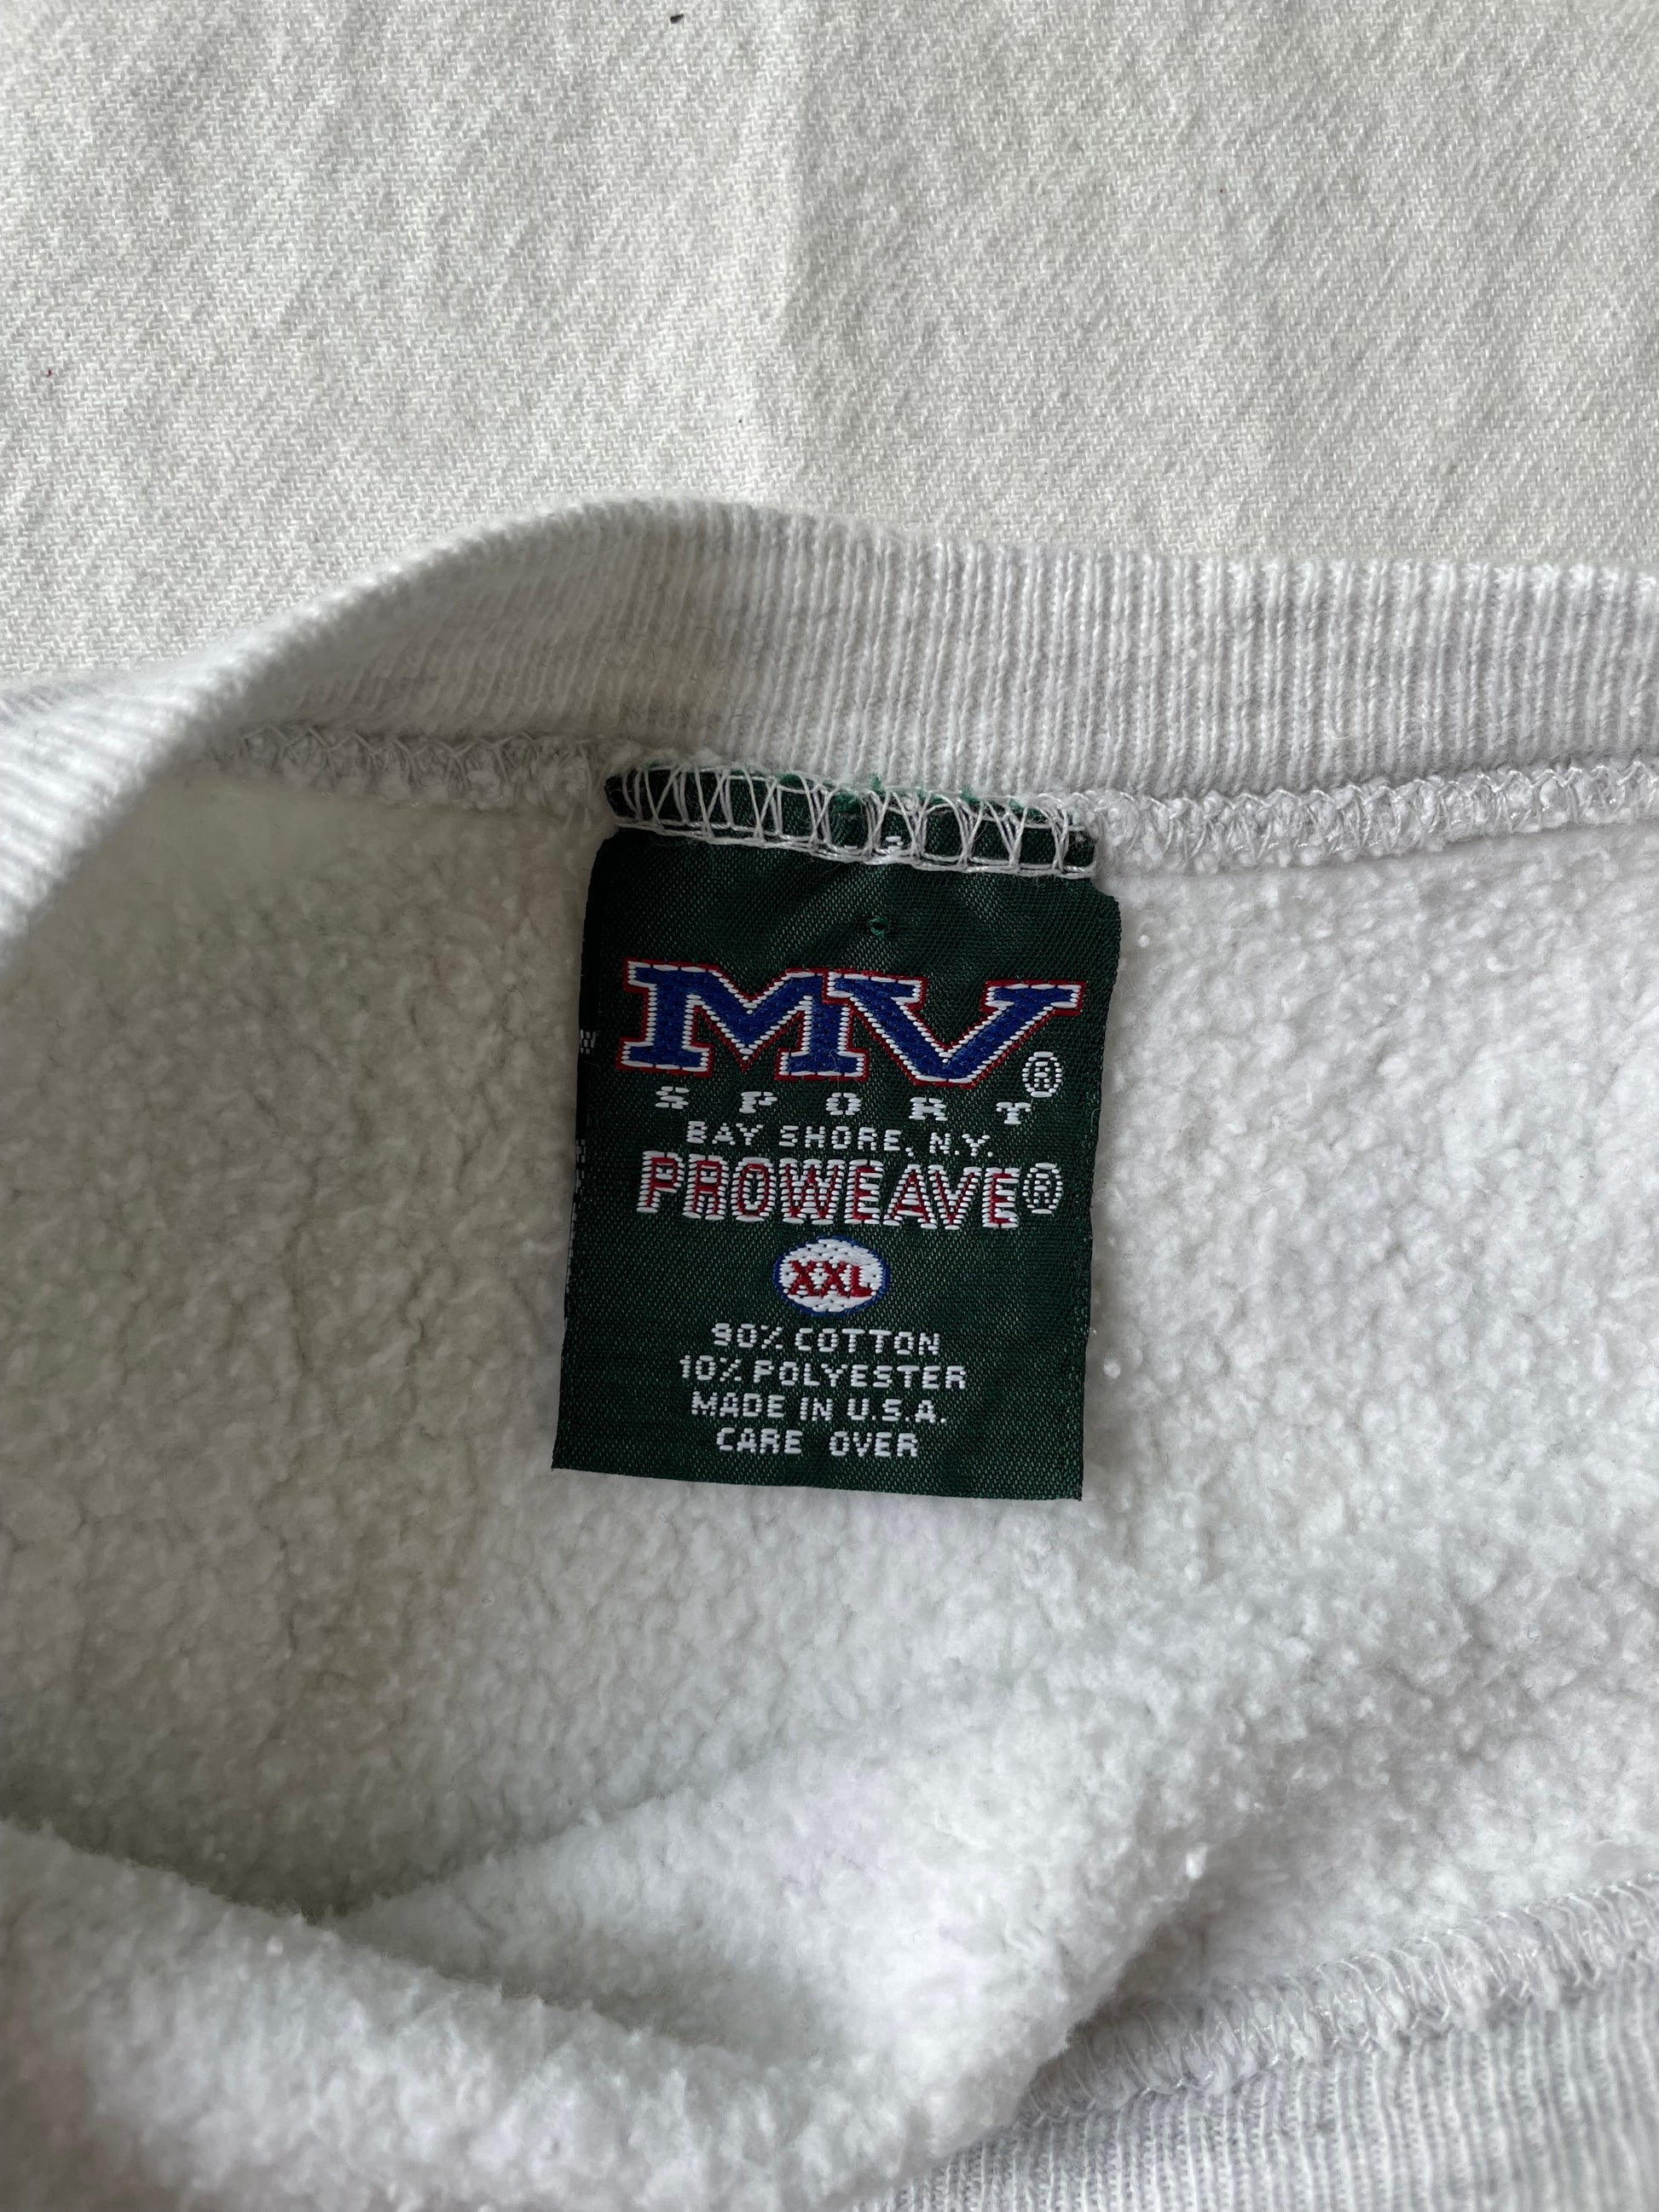 MV®
SPORT
BAY SHORE, N.Y.
PROWEAVE®
XXL
90% COTTON
10% POLYESTER
MADE IN U.S.A.
CARE OVER